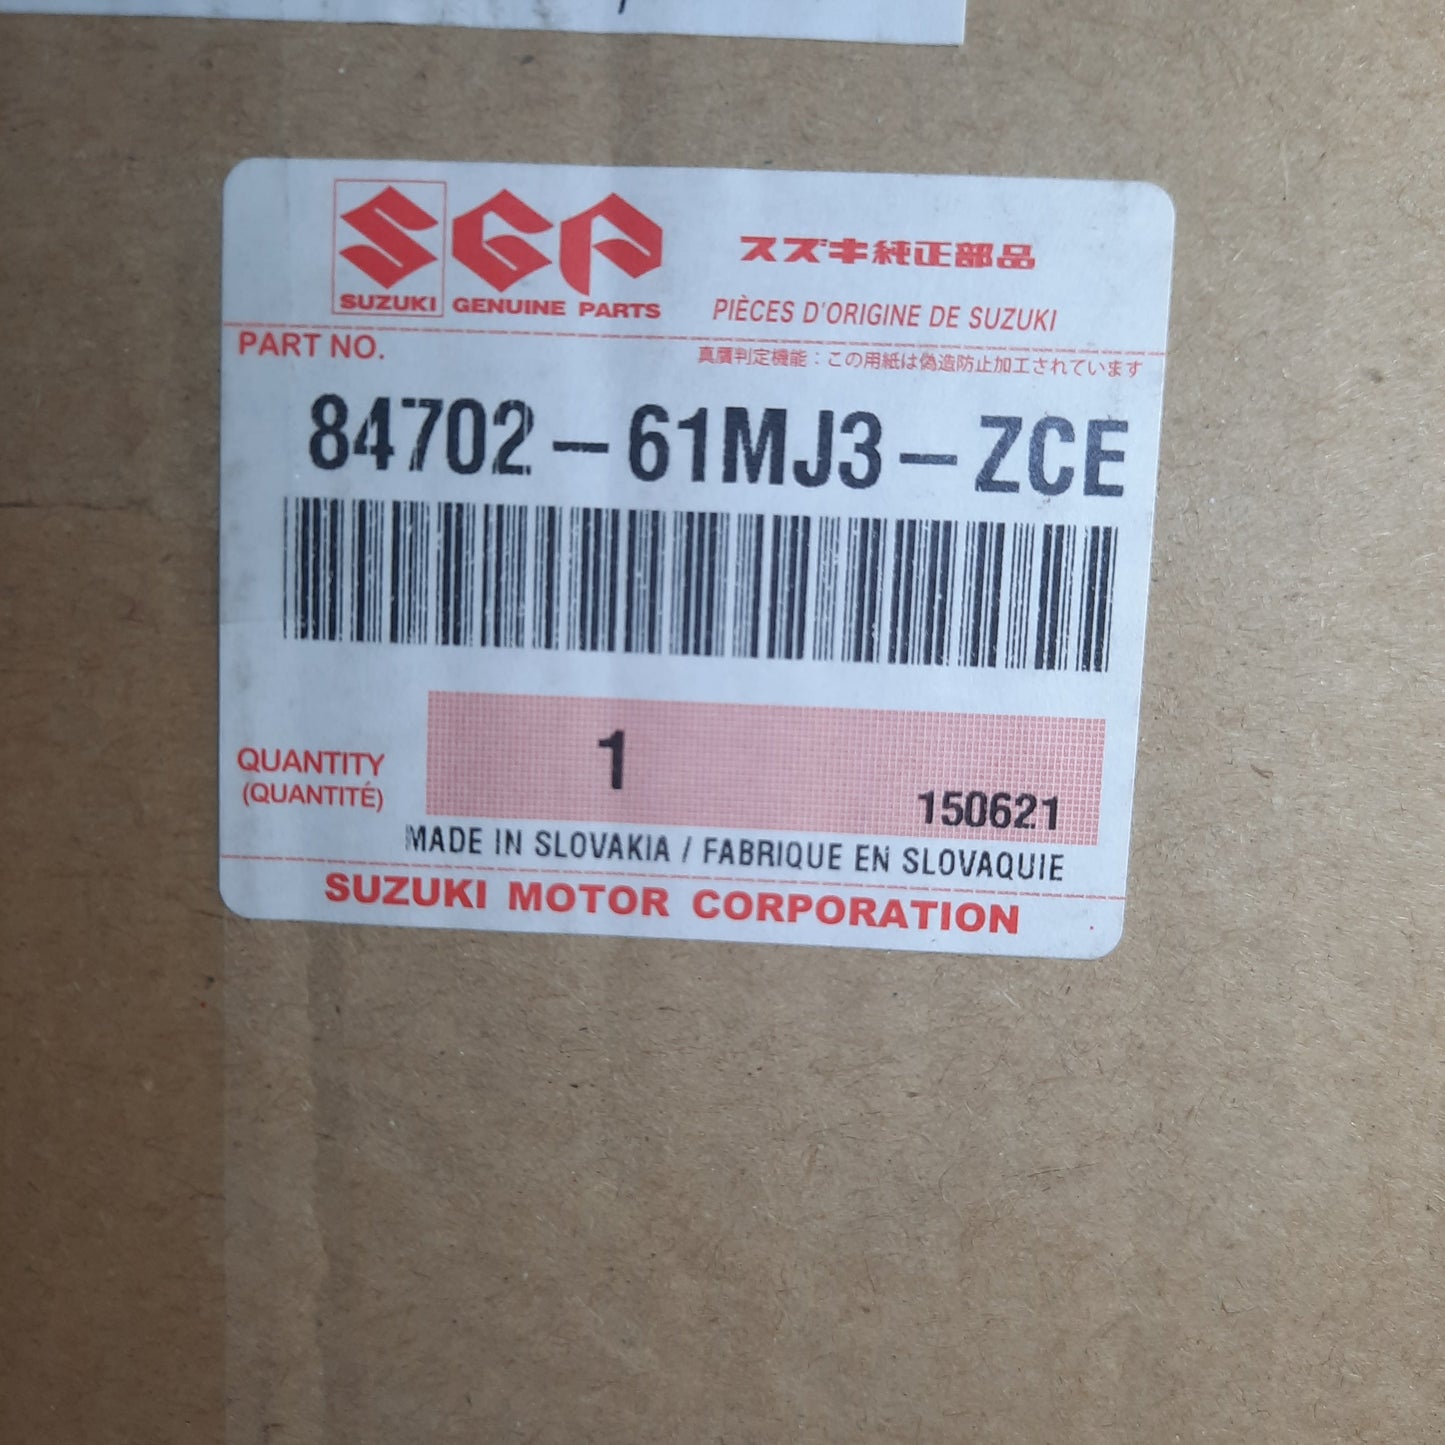 SGP
SUZUKI GENUINE PARTS
スズキ純正部品
PIÈCES D'ORIGINE DE SUZUKI
PART NO.
真贋判定機能：この用紙は偽造防止加工されています
84702-61MJ3-ZCE
QUANTITY
(QUANTITÉ)
1
150621
MADE IN SLOVAKIA / FABRIQUE EN SLOVAQUIE
SUZUKI MOTOR CORPORATION